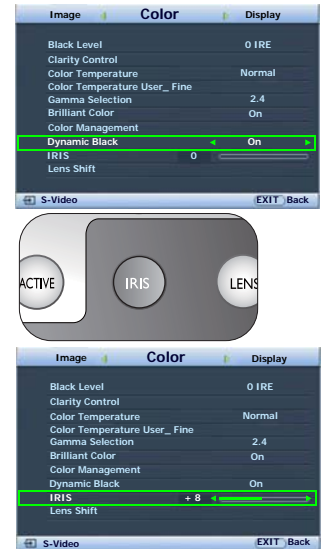 Image Color Display
Black Level 0 IRE
Clarity Control
Color Temperature Normal
Color Temperature User_ Fine
Gamma Selection 2.4
Brilliant Color On
Color Management
Dynamic Black On
IRIS 0
Lens Shift
S-Video EXIT Back
ACTIVE IRIS LENS
Image Color Display
Black Level 0 IRE
Clarity Control
Color Temperature Normal
Color Temperature User_ Fine
Gamma Selection 2.4
Brilliant Color On
Color Management
Dynamic Black On
IRIS + 8
Lens Shift
S-Video EXIT Back